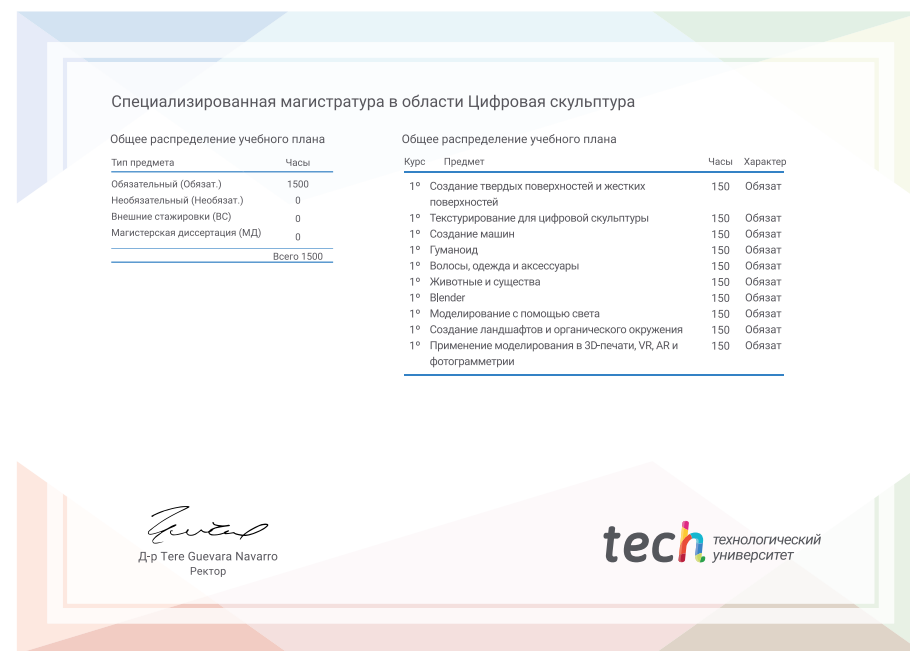 Специализированная магистратура в области Цифровая скульптура
Общее распределение учебного плана
Тип предмета Часы
Обязательный (Обязат.) 1500
Необязательный (Необязат.) 0
Внешние стажировки (ВС) 0
Магистерская диссертация (МД) 0
Всего 1500
Общее распределение учебного плана
Курс Предмет Часы Характер
1º Создание твердых поверхностей и жестких 150 Обязат
поверхностей
1º Текстурирование для цифровой скульптуры 150 Обязат
1º Создание машин 150 Обязат
1º Гуманоид 150 Обязат
1º Волосы, одежда и аксессуары 150 Обязат
1º Животные и существа 150 Обязат
1º Blender 150 Обязат
1º Моделирование с помощью света 150 Обязат
1º Создание ландшафтов и органического окружения 150 Обязат
1º Применение моделирования в 3D-печати, VR, AR и 150 Обязат
фотограмметрии
Д-р Tere Guevara Navarro
Ректор
tech технологический
университет